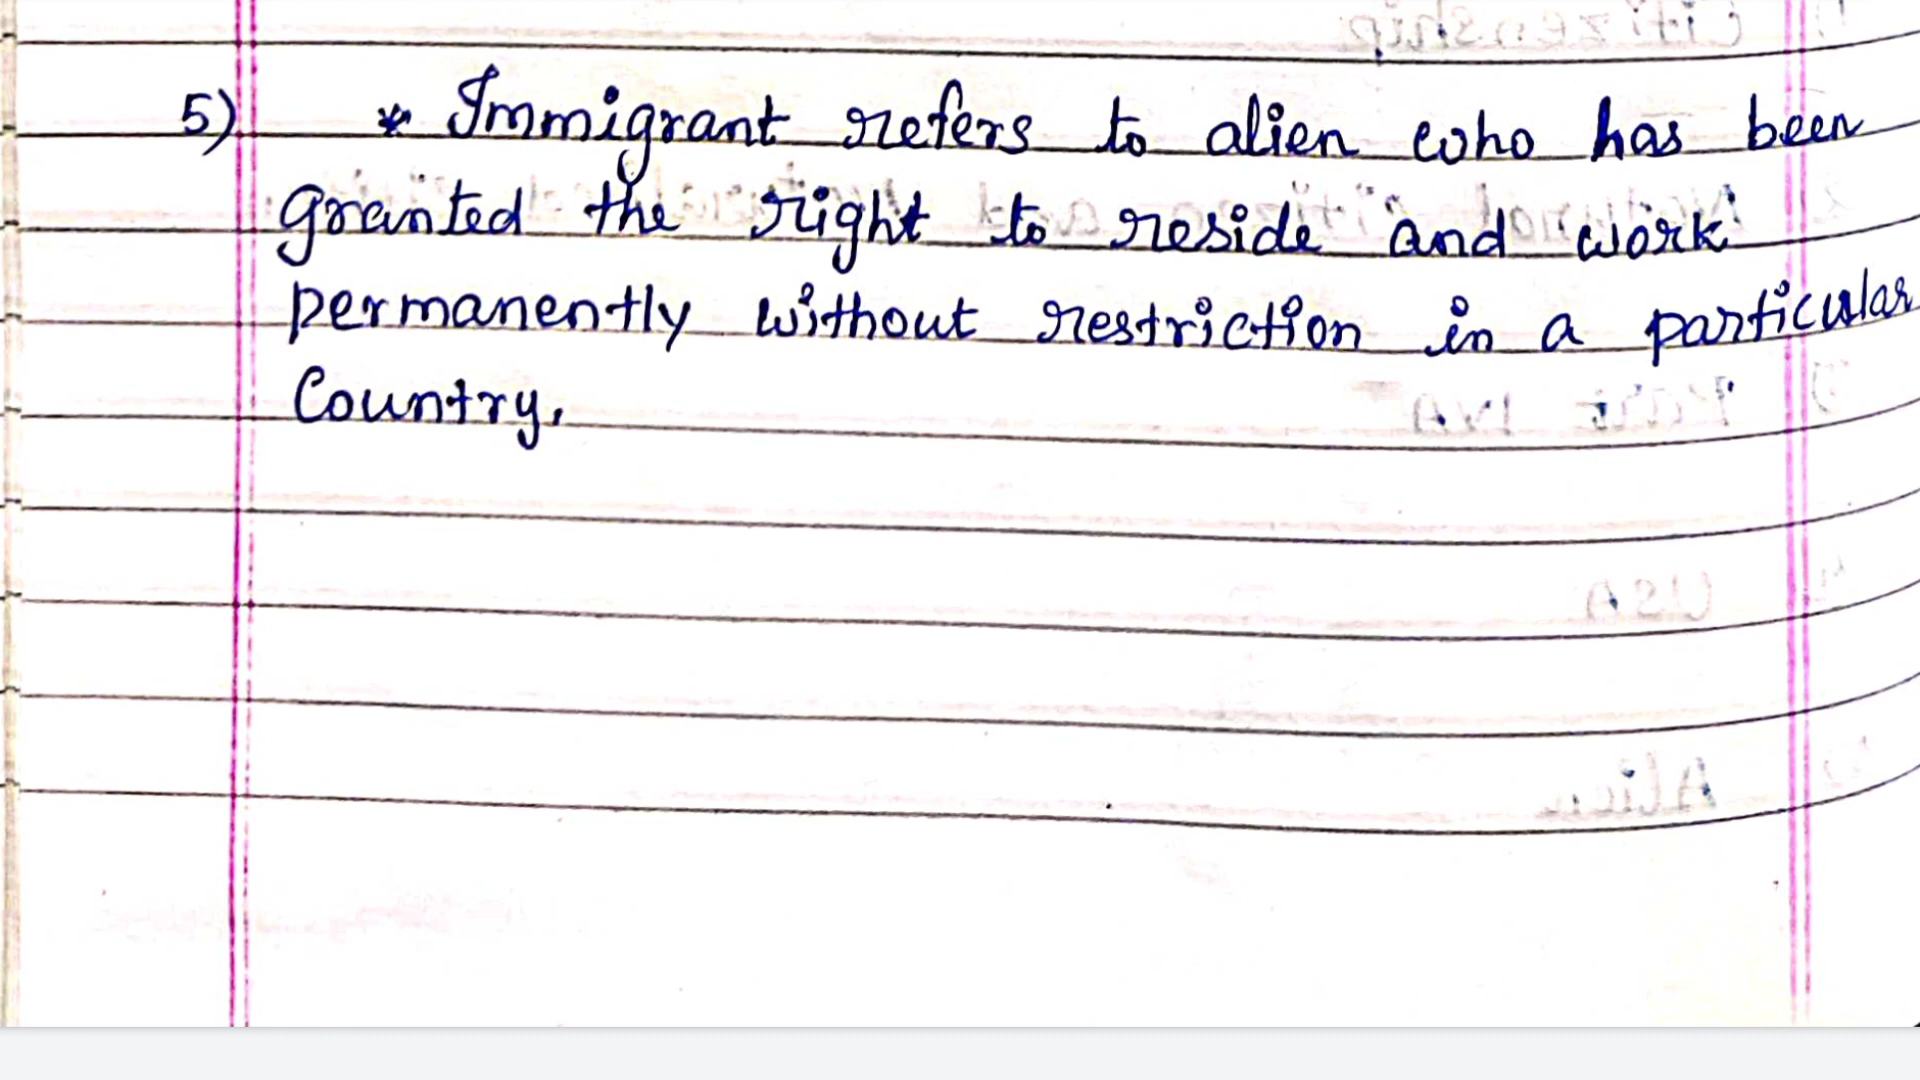 5) * Immigrant refers to alien who has been
granted the right to reside and work
permanently without restriction in a particular
Country.